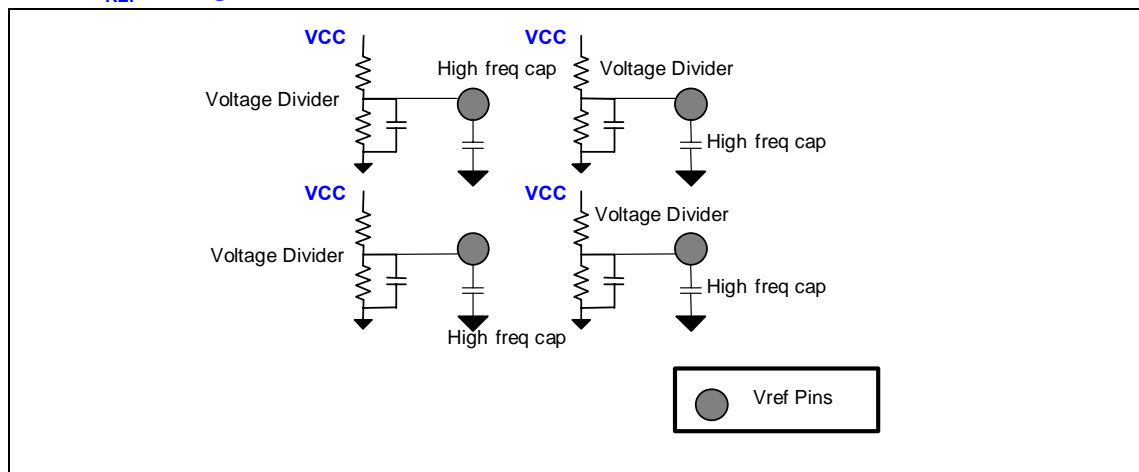 REF
VCC
VCC
High freq cap
Voltage Divider
Voltage Divider
High freq cap
VCC
VCC
Voltage Divider
Voltage Divider
High freq cap
High freq cap
Vref Pins